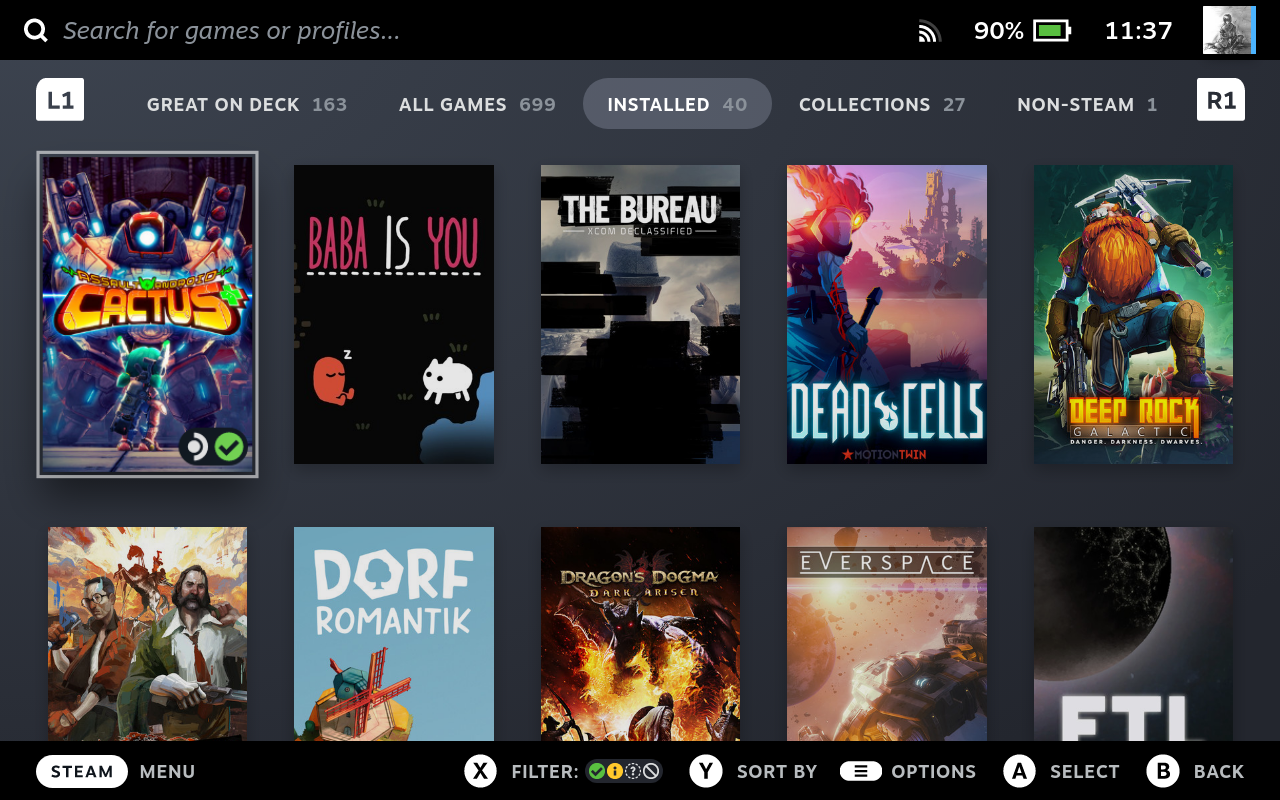 Search for games or profiles...
90%
11:37
L1
GREAT ON DECK 163
ALL GAMES 699
INSTALLED 40
COLLECTIONS 27
NON-STEAM 1
R1
ASSAULT ANDROID
CACTUS+
BABA IS YOU
z
THE BUREAU
XCOM DECLASSIFIED
DEAD CELLS
MOTIONTWIN
DEEP ROCK
GALACTIC
DANGER. DARKNESS. DWARVES.
DORF
ROMANTIK
DRAGON'S DOGMA
DARK ARISEN
EVERSPACE
FTL
STEAM MENU
X FILTER:
Y SORT BY
OPTIONS
A SELECT
B BACK